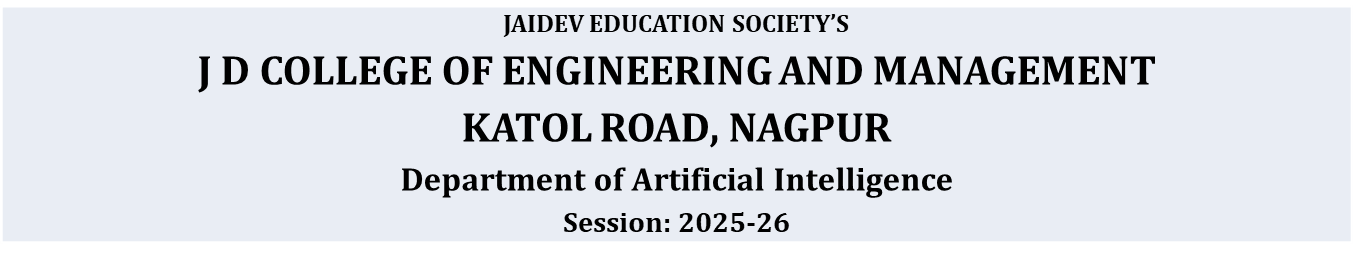 JAIDEV EDUCATION SOCIETY’S
J D COLLEGE OF ENGINEERING AND MANAGEMENT
KATOL ROAD, NAGPUR
Department of Artificial Intelligence
Session: 2025-26